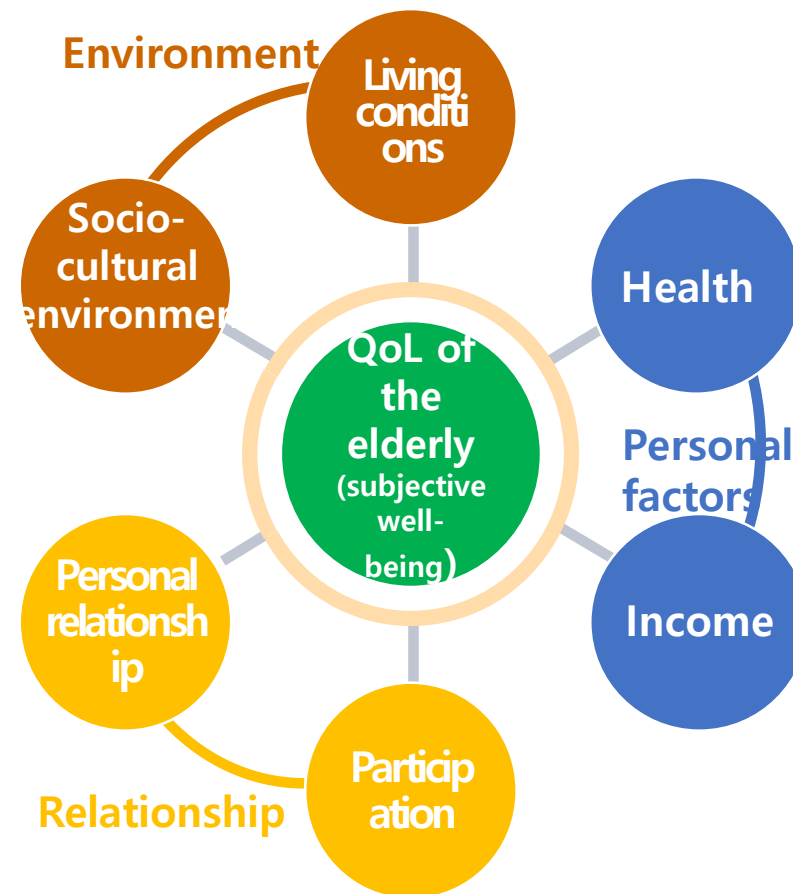 Environment
Living
conditi
ons
Socio-
cultural
environmen
Health
QoL of
the
elderly
(subjective
well-
being)
Personal
factors
Personal
relationsh
ip
Income
Particip
ation
Relationship